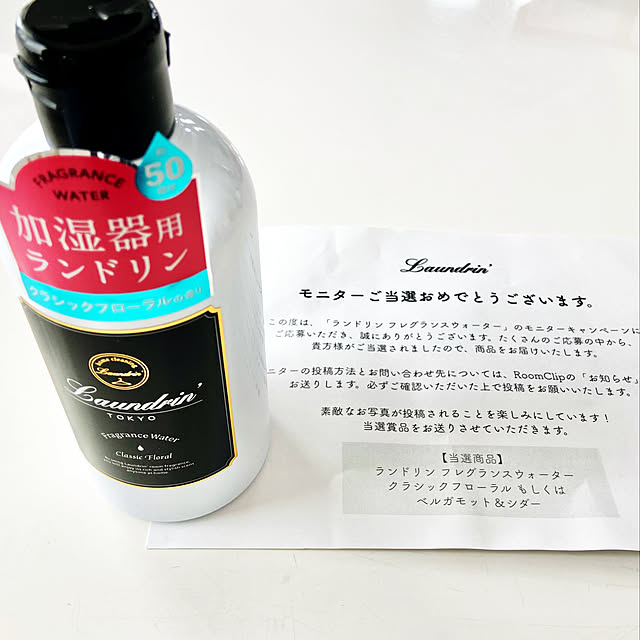 FRAGRANCE
WATER
約
50
回分
加湿器用
ランドリン
クラシックフローラルの香り
Laundrin'
Laundrin'
TOKYO
Fragrance Water
Classic Floral
Laundrin'
モニターご当選おめでとうございます。
この度は、「ランドリン フレグランスウォーター」のモニターキャンペーンに
ご応募いただき、誠にありがとうございます。たくさんのご応募の中から、
貴方様がご当選されましたので、商品をお届けいたします。
ニターの投稿方法とお問い合わせ先については、RoomClipの「お知らせ」
お送りします。必ずご確認いただいた上で投稿をお願いいたします。
素敵なお写真が投稿されることを楽しみにしています！
当選賞品をお送りさせていただきます。
【当選商品】
ランドリン フレグランスウォーター
クラシックフローラル もしくは
ベルガモット＆シダー